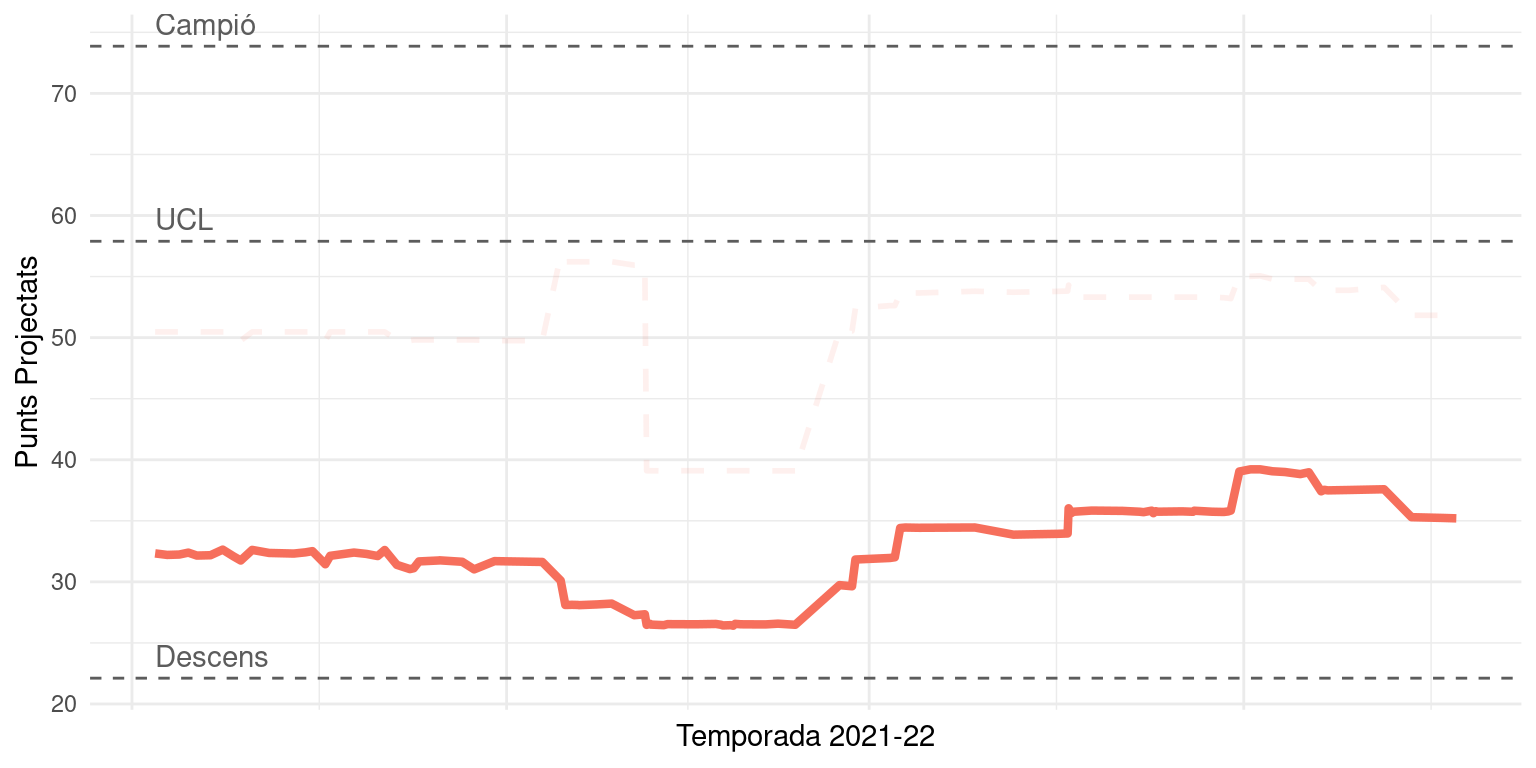 Campió
70
60
UCL
50
40
30
Descens
20
Punts Projectats
Temporada 2021-22